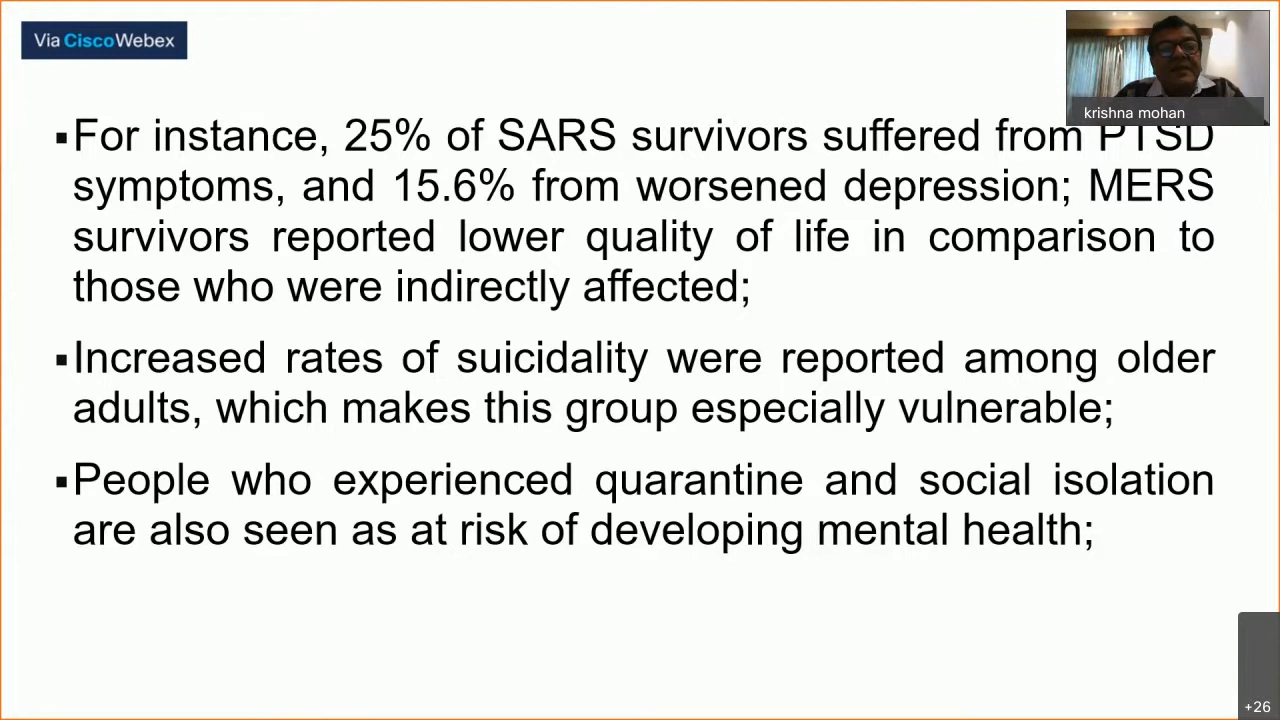 Via Cisco Webex
krishna mohan
▪For instance, 25% of SARS survivors suffered from PTSD
symptoms, and 15.6% from worsened depression; MERS
survivors reported lower quality of life in comparison to
those who were indirectly affected;
▪Increased rates of suicidality were reported among older
adults, which makes this group especially vulnerable;
▪People who experienced quarantine and social isolation
are also seen as at risk of developing mental health;
+26